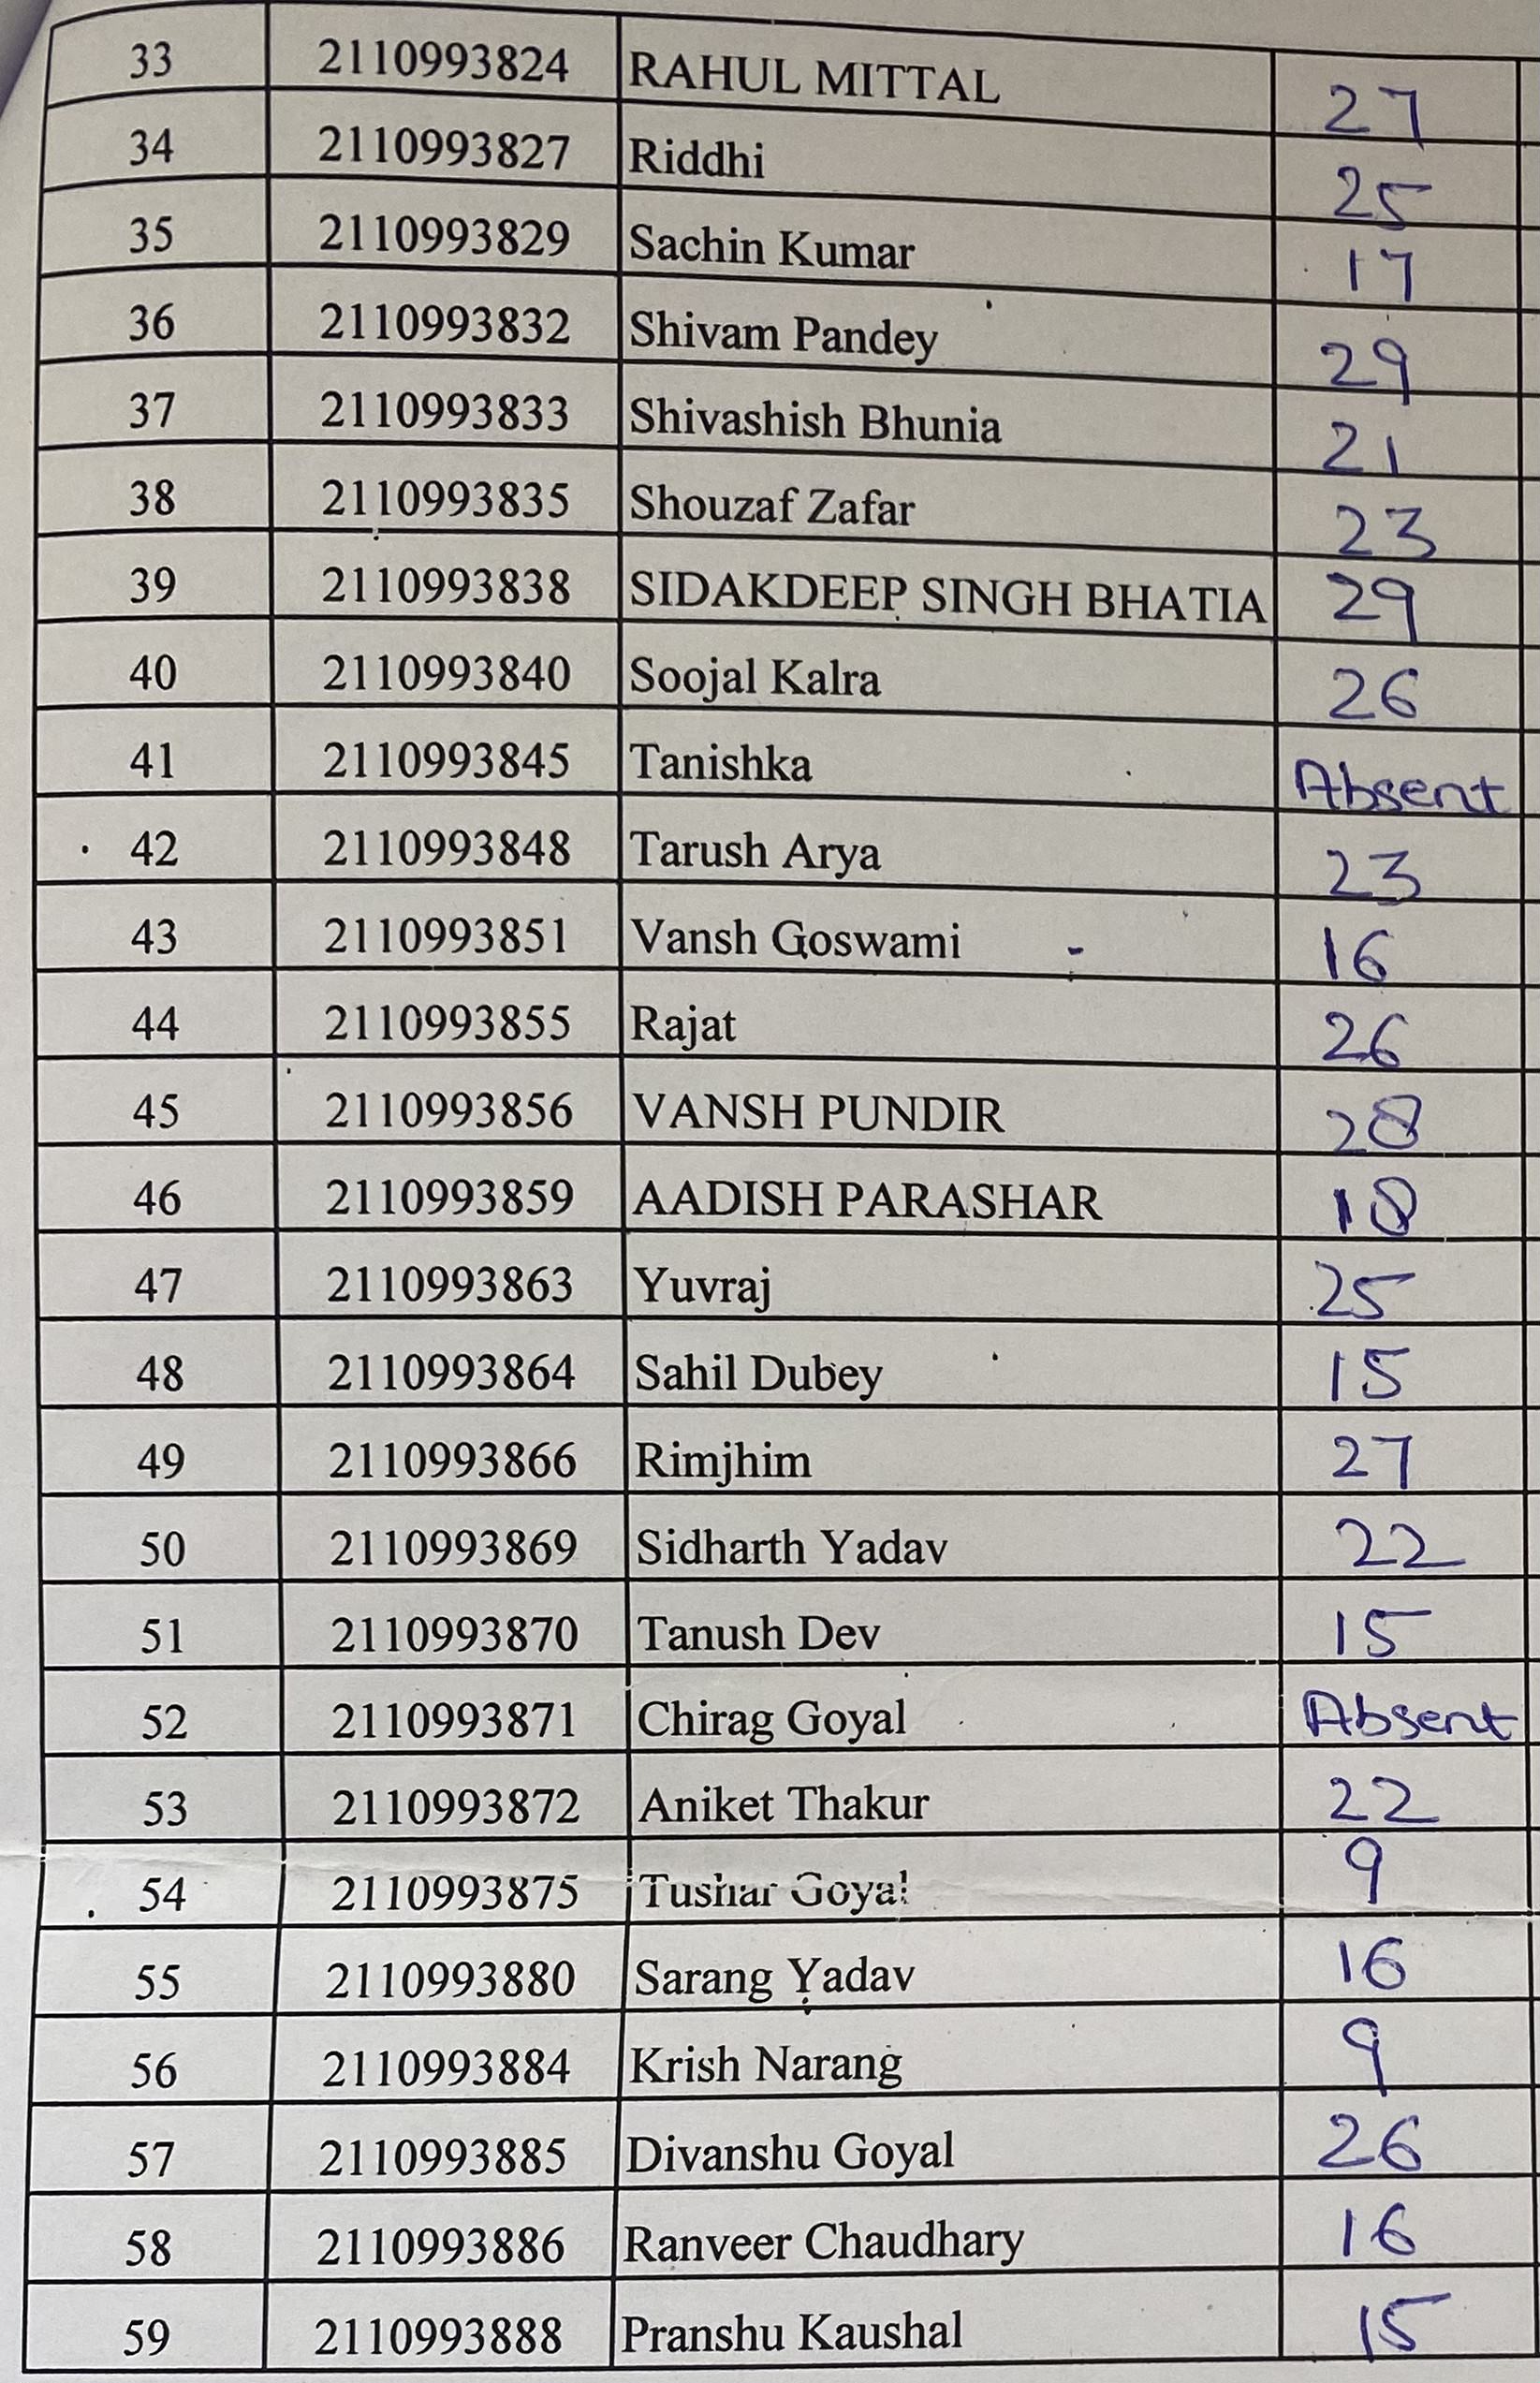 33 2110993824 RAHUL MITTAL 27
34 2110993827 Riddhi 25
35 2110993829 Sachin Kumar 17
36 2110993832 Shivam Pandey 29
37 2110993833 Shivashish Bhunia 21
38 2110993835 Shouzaf Zafar 23
39 2110993838 SIDAKDEEP SINGH BHATIA 29
40 2110993840 Soojal Kalra 26
41 2110993845 Tanishka Absent
42 2110993848 Tarush Arya 23
43 2110993851 Vansh Goswami 16
44 2110993855 Rajat 26
45 2110993856 VANSH PUNDIR 28
46 2110993859 AADISH PARASHAR 18
47 2110993863 Yuvraj 25
48 2110993864 Sahil Dubey 15
49 2110993866 Rimjhim 27
50 2110993869 Sidharth Yadav 22
51 2110993870 Tanush Dev 15
52 2110993871 Chirag Goyal Absent
53 2110993872 Aniket Thakur 22
54 2110993875 Tushar Goyal 9
55 2110993880 Sarang Yadav 16
56 2110993884 Krish Narang 9
57 2110993885 Divanshu Goyal 26
58 2110993886 Ranveer Chaudhary 16
59 2110993888 Pranshu Kaushal 15